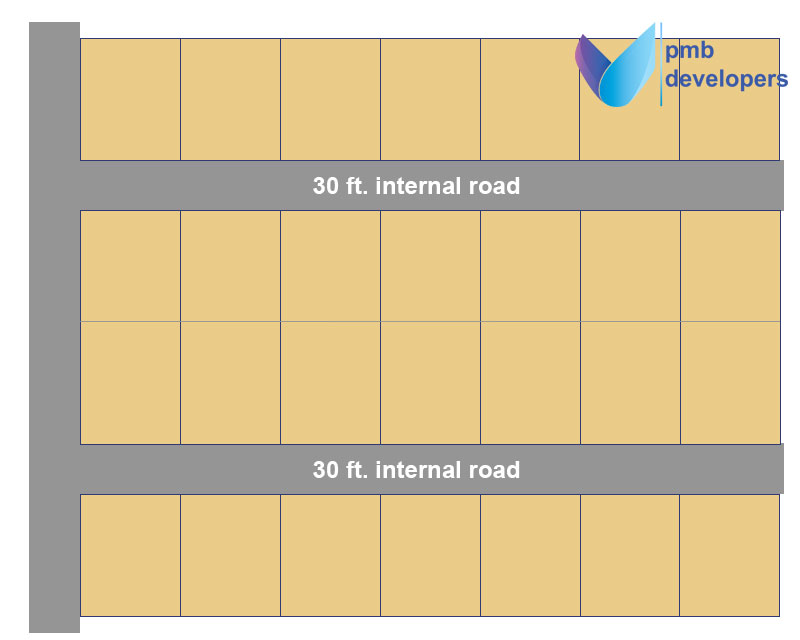 pmb
developers
30 ft. internal road
30 ft. internal road